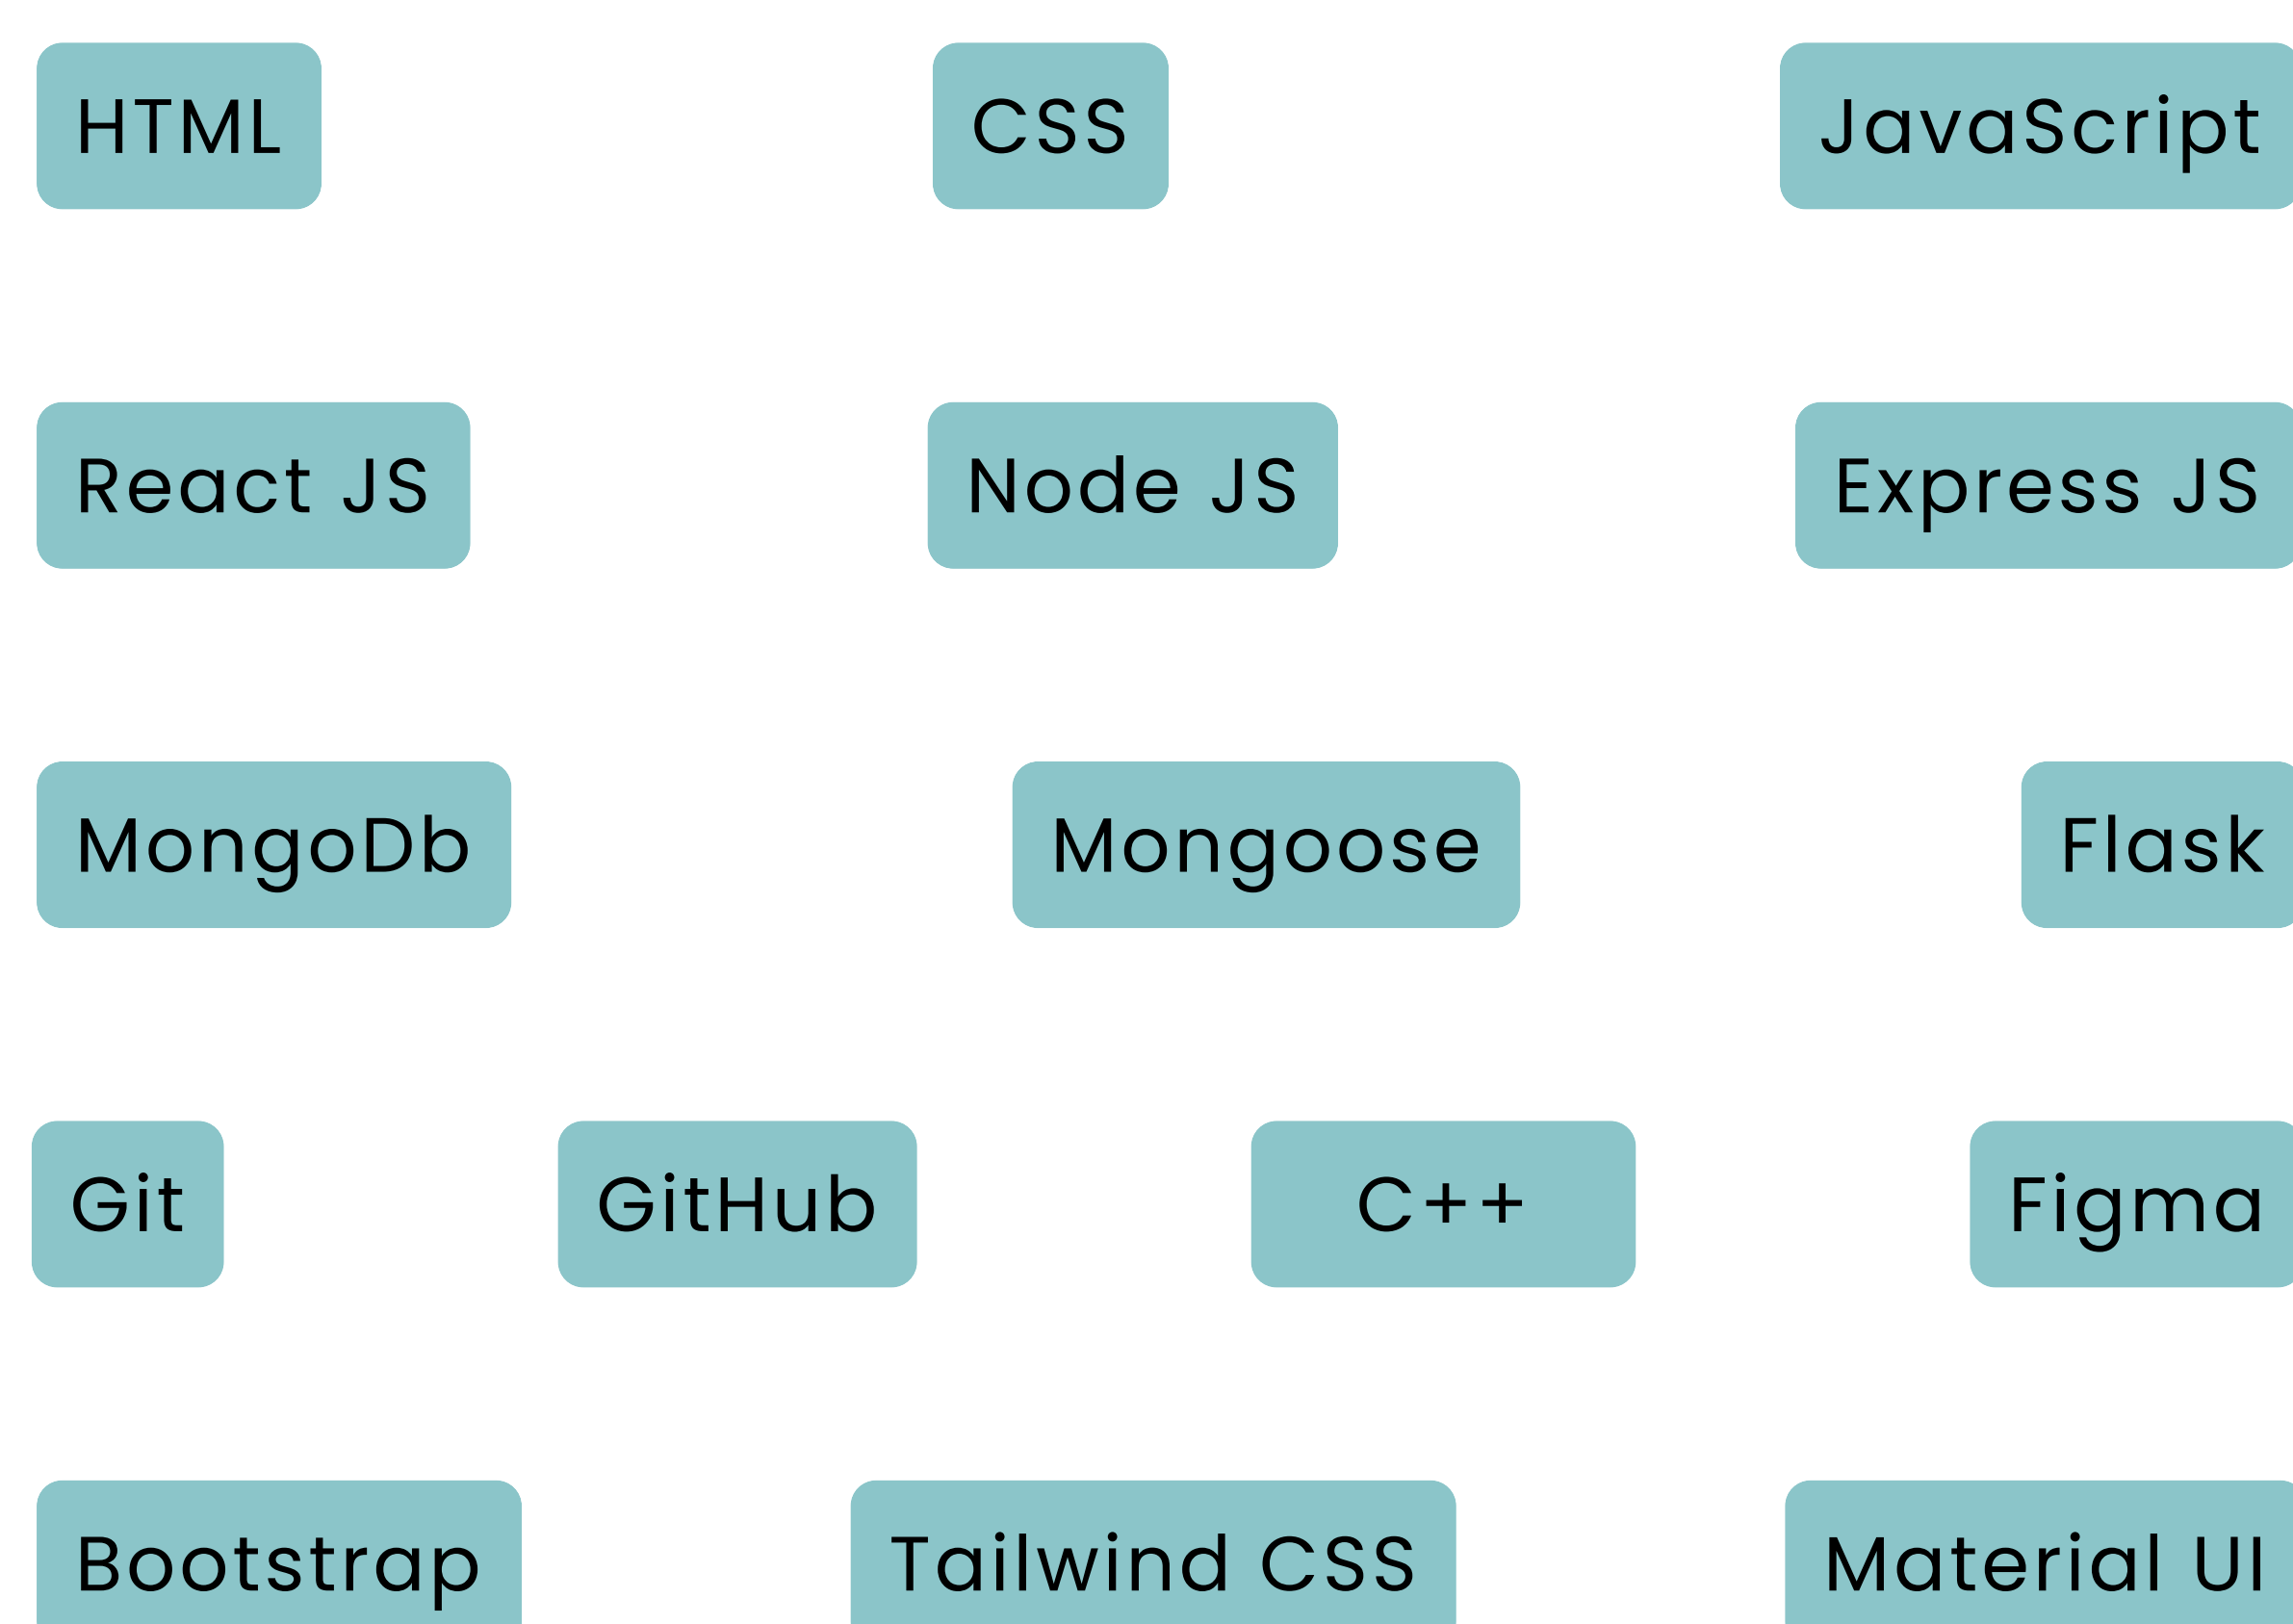 HTML CSS JavaScript
React JS Node JS Express JS
MongoDb Mongoose Flask
Git GitHub C++ Figma
Bootstrap Tailwind CSS Material UI